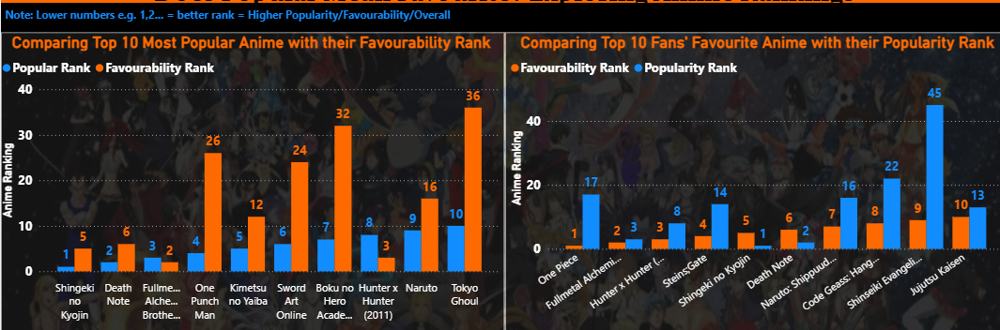 Note: Lower numbers e.g. 1,2... = better rank = Higher Popularity/Favourability/Overall
Comparing Top 10 Most Popular Anime with their Favourability Rank
Popular Rank Favourability Rank
Anime Ranking
40
30
20
10
0
1 5 2 6 3 2 4 26 5 12 6 24 7 32 8 3 9 16 10 36
Shingeki
no
Kyojin
Death
Note
Fullme...
Alche...
Brothe...
One
Punch
Man
Kimetsu
no Yaiba
Sword
Art
Online
Boku no
Hero
Acade...
Hunter x
Hunter
(2011)
Naruto
Tokyo
Ghoul
Comparing Top 10 Fans' Favourite Anime with their Popularity Rank
Favourability Rank Popularity Rank
Anime Ranking
40
20
0
1 17 2 3 3 8 4 14 5 1 6 2 7 16 8 22 9 45 10 13
One Piece
Fullmetal Alchemi...
Hunter x Hunter (...
Steins;Gate
Shingeki no Kyojin
Death Note
Naruto: Shippuud...
Code Geass: Hang...
Shinseiki Evangeli...
Jujutsu Kaisen